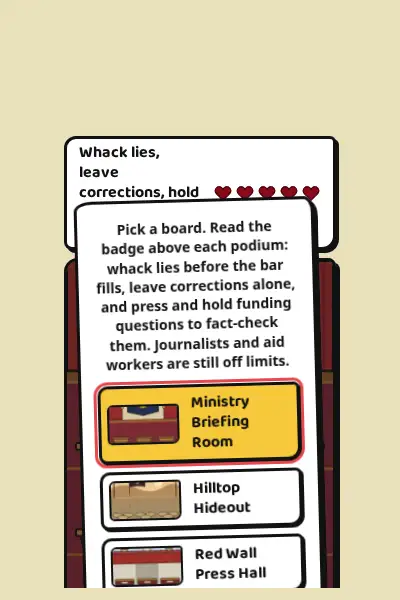 Whack lies,
leave
corrections, hold
Pick a board. Read the
badge above each podium:
whack lies before the bar
fills, leave corrections alone,
and press and hold funding
questions to fact-check
them. Journalists and aid
workers are still off limits.
Ministry
Briefing
Room
Hilltop
Hideout
Red Wall
Press Hall